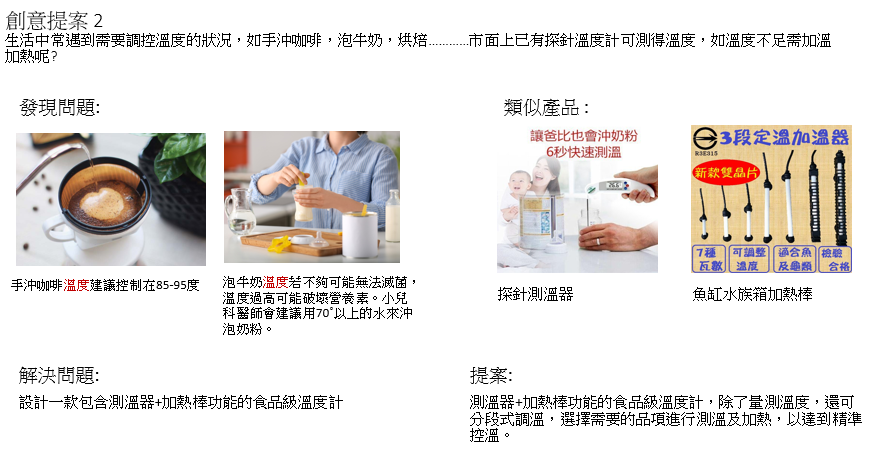 創意提案 2
生活中常遇到需要調控溫度的狀況，如手沖咖啡，泡牛奶，烘焙...........市面上已有探針溫度計可測得溫度，如溫度不足需加溫
加熱呢?
發現問題:
類似產品 :
讓爸比也會沖奶粉
6秒快速測溫
3段定溫加溫器
R3E315
新款雙晶片
7種
瓦數
可調整
溫度
適合魚
及龜類
檢驗
合格
手沖咖啡溫度建議控制在85-95度
泡牛奶溫度若不夠可能無法滅菌，
溫度過高可能破壞營養素。小兒
科醫師會建議用70˚以上的水來沖
泡奶粉。
探針測溫器
魚缸水族箱加熱棒
解決問題:
設計一款包含測溫器+加熱棒功能的食品級溫度計
提案:
測溫器+加熱棒功能的食品級溫度計，除了量測溫度，還可
分段式調溫，選擇需要的品項進行測溫及加熱，以達到精準
控溫。